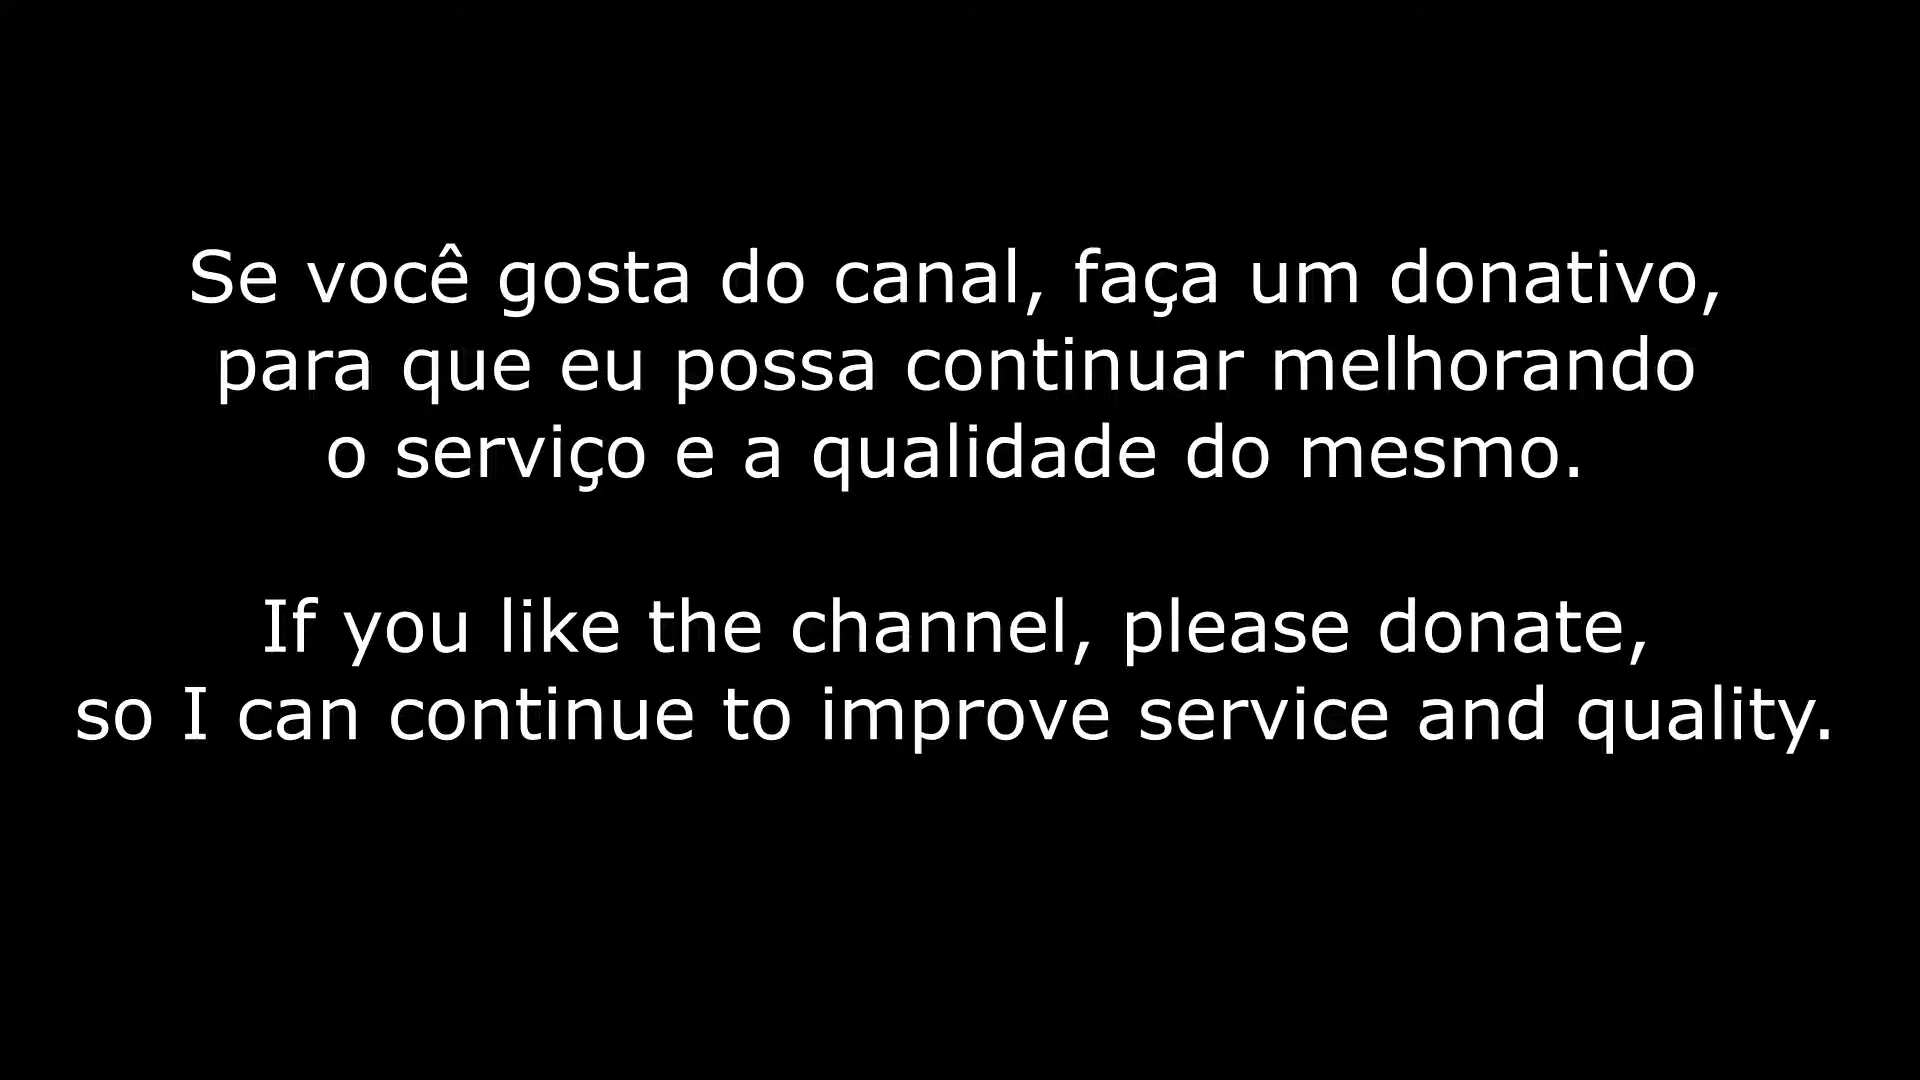 Se você gosta do canal, faça um donativo,
para que eu possa continuar melhorando
o serviço e a qualidade do mesmo.
If you like the channel, please donate,
so I can continue to improve service and quality.